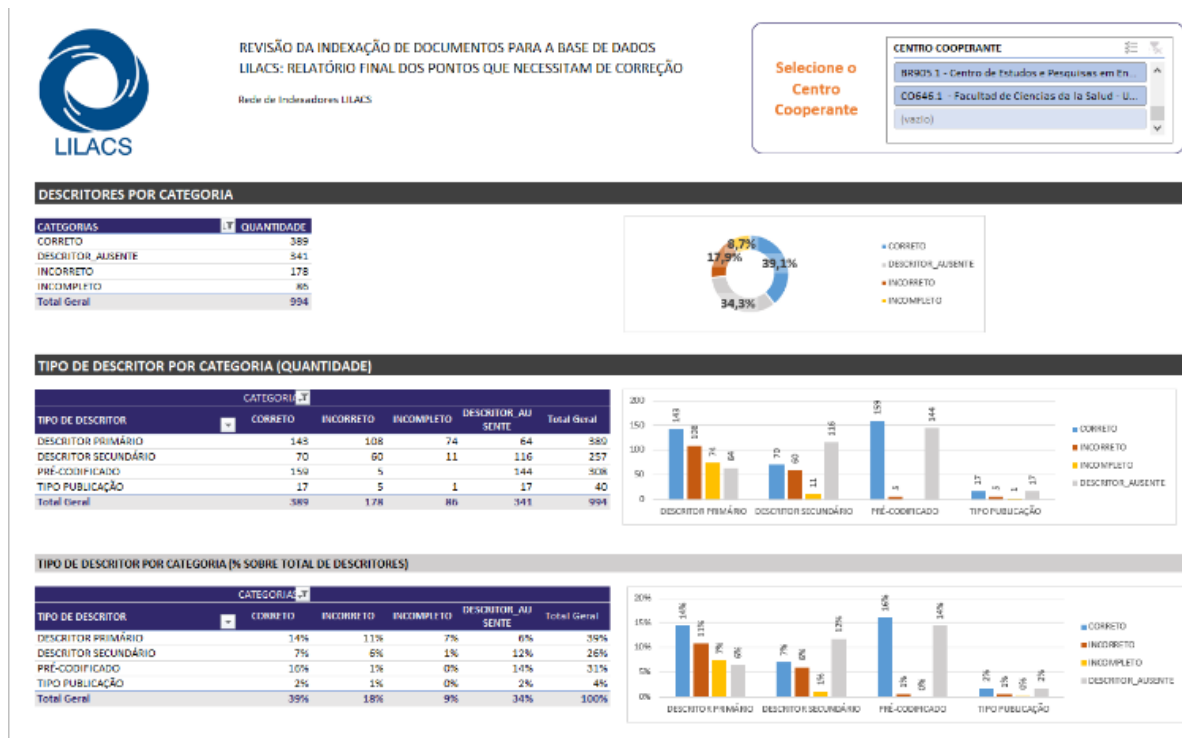 LILACS
REVISÃO DA INDEXAÇÃO DE DOCUMENTOS PARA A BASE DE DADOS
LILACS: RELATÓRIO FINAL DOS PONTOS QUE NECESSITAM DE CORREÇÃO
Rede de Indexadores LILACS
Selecione o
Centro
Cooperante
CENTRO COOPERANTE
BR905.1 - Centro de Estudos e Pesquisas em En...
CO646.1 - Facultad de Ciencias da la Salud - U...
(vazio)
DESCRITORES POR CATEGORIA
CATEGORIAS QUANTIDADE
CORRETO 389
DESCRITOR_AUSENTE 341
INCORRETO 178
INCOMPLETO 86
Total Geral 994
8,7%
17,9%
39,1%
34,3%
CORRETO
DESCRITOR_AUSENTE
INCORRETO
INCOMPLETO
TIPO DE DESCRITOR POR CATEGORIA (QUANTIDADE)
CATEGORIA
TIPO DE DESCRITOR CORRETO INCORRETO INCOMPLETO DESCRITOR_AU SENTE Total Geral
DESCRITOR PRIMÁRIO 143 108 74 64 389
DESCRITOR SECUNDÁRIO 70 60 11 116 257
PRÉ-CODIFICADO 159 5 144 308
TIPO PUBLICAÇÃO 17 5 1 17 40
Total Geral 389 178 86 341 994
200
150
100
50
0
143 108 74 64
70 60 11 116
159 5 144
17 5 1 17
DESCRITOR PRIMÁRIO DESCRITOR SECUNDÁRIO PRÉ-CODIFICADO TIPO PUBLICAÇÃO
CORRETO
INCORRETO
INCOMPLETO
DESCRITOR_AUSENTE
TIPO DE DESCRITOR POR CATEGORIA (% SOBRE TOTAL DE DESCRITORES)
CATEGORIAS
TIPO DE DESCRITOR CORRETO INCORRETO INCOMPLETO DESCRITOR_AU SENTE Total Geral
DESCRITOR PRIMÁRIO 14% 11% 7% 6% 39%
DESCRITOR SECUNDÁRIO 7% 6% 1% 12% 26%
PRÉ-CODIFICADO 16% 1% 0% 14% 31%
TIPO PUBLICAÇÃO 2% 1% 0% 2% 4%
Total Geral 39% 18% 9% 34% 100%
20%
15%
10%
5%
0%
14% 11% 7% 6%
7% 6% 1% 12%
16% 1% 0% 14%
2% 1% 0% 2%
DESCRITOR PRIMÁRIO DESCRITOR SECUNDÁRIO PRÉ-CODIFICADO TIPO PUBLICAÇÃO
CORRETO
INCORRETO
INCOMPLETO
DESCRITOR_AUSENTE